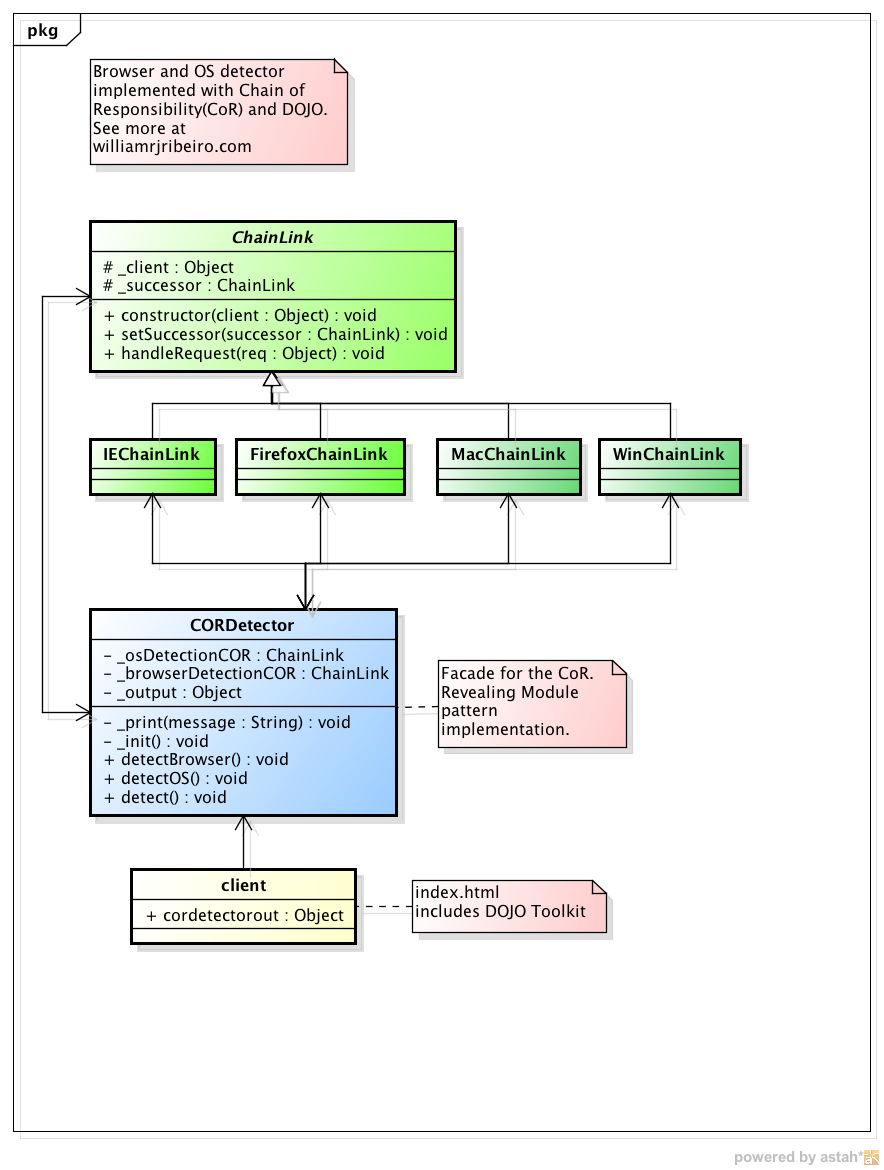 pkg
Browser and OS detector
implemented with Chain of
Responsibility(CoR) and DOJO.
See more at
williamrjribeiro.com
ChainLink
# _client : Object
# _successor : ChainLink
+ constructor(client : Object) : void
+ setSuccessor(successor : ChainLink) : void
+ handleRequest(req : Object) : void
IEChainLink
FirefoxChainLink
MacChainLink
WinChainLink
CORDetector
- _osDetectionCOR : ChainLink
- _browserDetectionCOR : ChainLink
- _output : Object
- _print(message : String) : void
- _init() : void
+ detectBrowser() : void
+ detectOS() : void
+ detect() : void
Facade for the CoR.
Revealing Module
pattern
implementation.
client
+ cordetectorout : Object
index.html
includes DOJO Toolkit
powered by astah*